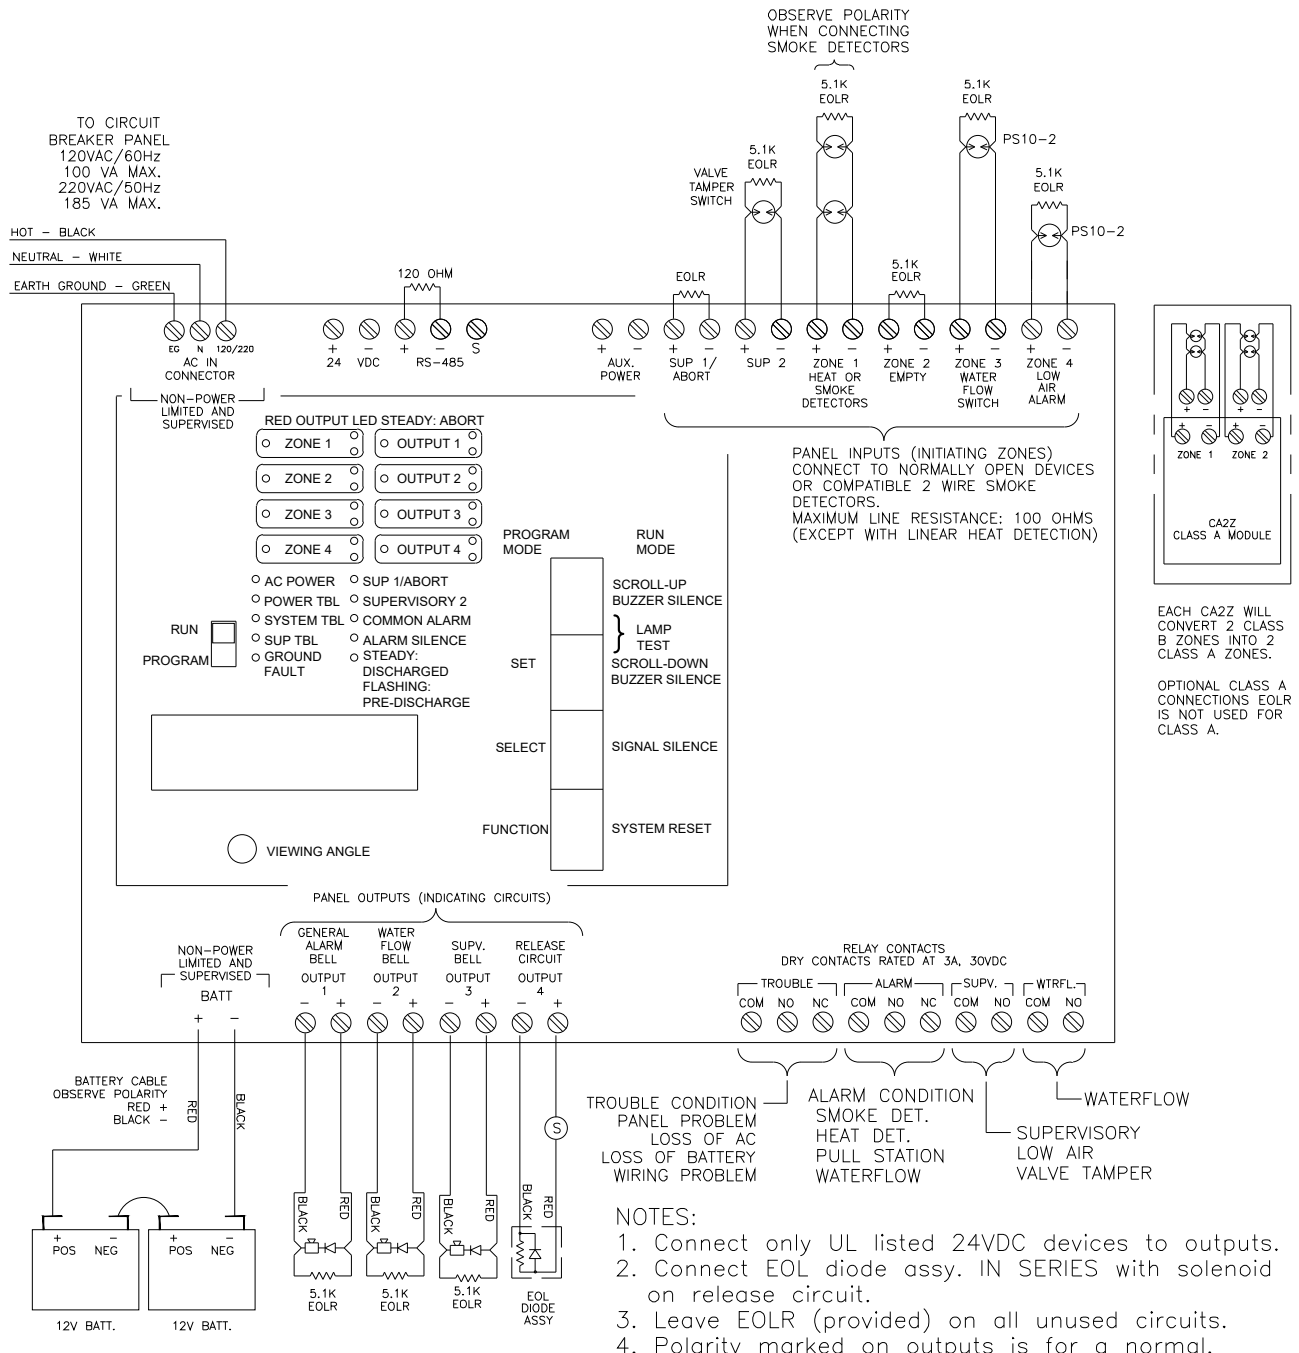 OBSERVE POLARITY
WHEN CONNECTING
SMOKE DETECTORS
5.1K
EOLR
5.1K
EOLR
PS10-2
5.1K
EOLR
5.1K
EOLR
PS10-2
VALVE
TAMPER
SWITCH
TO CIRCUIT
BREAKER PANEL
120VAC/60Hz
100 VA MAX.
220VAC/50Hz
185 VA MAX.
HOT - BLACK
NEUTRAL - WHITE
EARTH GROUND - GREEN
120 OHM
EOLR
5.1K
EOLR
EG N 120/220
AC IN
CONNECTOR
NON-POWER
LIMITED AND
SUPERVISED
+ -
24 VDC
+ - S
RS-485
+ -
AUX.
POWER
+ -
SUP 1/
ABORT
+ -
SUP 2
+ -
ZONE 1
HEAT OR
SMOKE
DETECTORS
+ -
ZONE 2
EMPTY
+ -
ZONE 3
WATER
FLOW
SWITCH
+ -
ZONE 4
LOW
AIR
ALARM
PANEL INPUTS (INITIATING ZONES)
CONNECT TO NORMALLY OPEN DEVICES
OR COMPATIBLE 2 WIRE SMOKE
DETECTORS.
MAXIMUM LINE RESISTANCE: 100 OHMS
(EXCEPT WITH LINEAR HEAT DETECTION)
+ - + -
+ - + -
ZONE 1 ZONE 2
CA2Z
CLASS A MODULE
EACH CA2Z WILL
CONVERT 2 CLASS
B ZONES INTO 2
CLASS A ZONES.
OPTIONAL CLASS A
CONNECTIONS EOLR
IS NOT USED FOR
CLASS A.
RED OUTPUT LED STEADY: ABORT
ZONE 1 OUTPUT 1
ZONE 2 OUTPUT 2
ZONE 3 OUTPUT 3
ZONE 4 OUTPUT 4
AC POWER
POWER TBL
SYSTEM TBL
SUP TBL
GROUND
FAULT
SUP 1/ABORT
SUPERVISORY 2
COMMON ALARM
ALARM SILENCE
STEADY:
DISCHARGED
FLASHING:
PRE-DISCHARGE
RUN
PROGRAM
VIEWING ANGLE
PROGRAM
MODE
RUN
MODE
SCROLL-UP
BUZZER SILENCE
} LAMP
TEST
SET
SCROLL-DOWN
BUZZER SILENCE
SELECT
SIGNAL SILENCE
FUNCTION
SYSTEM RESET
PANEL OUTPUTS (INDICATING CIRCUITS)
GENERAL
ALARM
BELL
OUTPUT
1
- +
WATER
FLOW
BELL
OUTPUT
2
- +
SUPV.
BELL
OUTPUT
3
- +
RELEASE
CIRCUIT
OUTPUT
4
- +
NON-POWER
LIMITED AND
SUPERVISED
BATT
+ -
BATTERY CABLE
OBSERVE POLARITY
RED +
BLACK -
RED
BLACK
+ -
POS NEG
+ -
POS NEG
12V BATT.
12V BATT.
BLACK
RED
5.1K
EOLR
BLACK
RED
5.1K
EOLR
BLACK
RED
5.1K
EOLR
S
BLACK
RED
EOL
DIODE
ASSY
RELAY CONTACTS
DRY CONTACTS RATED AT 3A, 30VDC
TROUBLE
COM NO NC
ALARM
COM NO NC
SUPV.
COM NO
WTRFL.
COM NO
TROUBLE CONDITION
PANEL PROBLEM
LOSS OF AC
LOSS OF BATTERY
WIRING PROBLEM
ALARM CONDITION
SMOKE DET.
HEAT DET.
PULL STATION
WATERFLOW
SUPERVISORY
LOW AIR
VALVE TAMPER
WATERFLOW
NOTES:
1. Connect only UL listed 24VDC devices to outputs.
2. Connect EOL diode assy. IN SERIES with solenoid
on release circuit.
3. Leave EOLR (provided) on all unused circuits.
4. Polarity marked on outputs is for a normal.